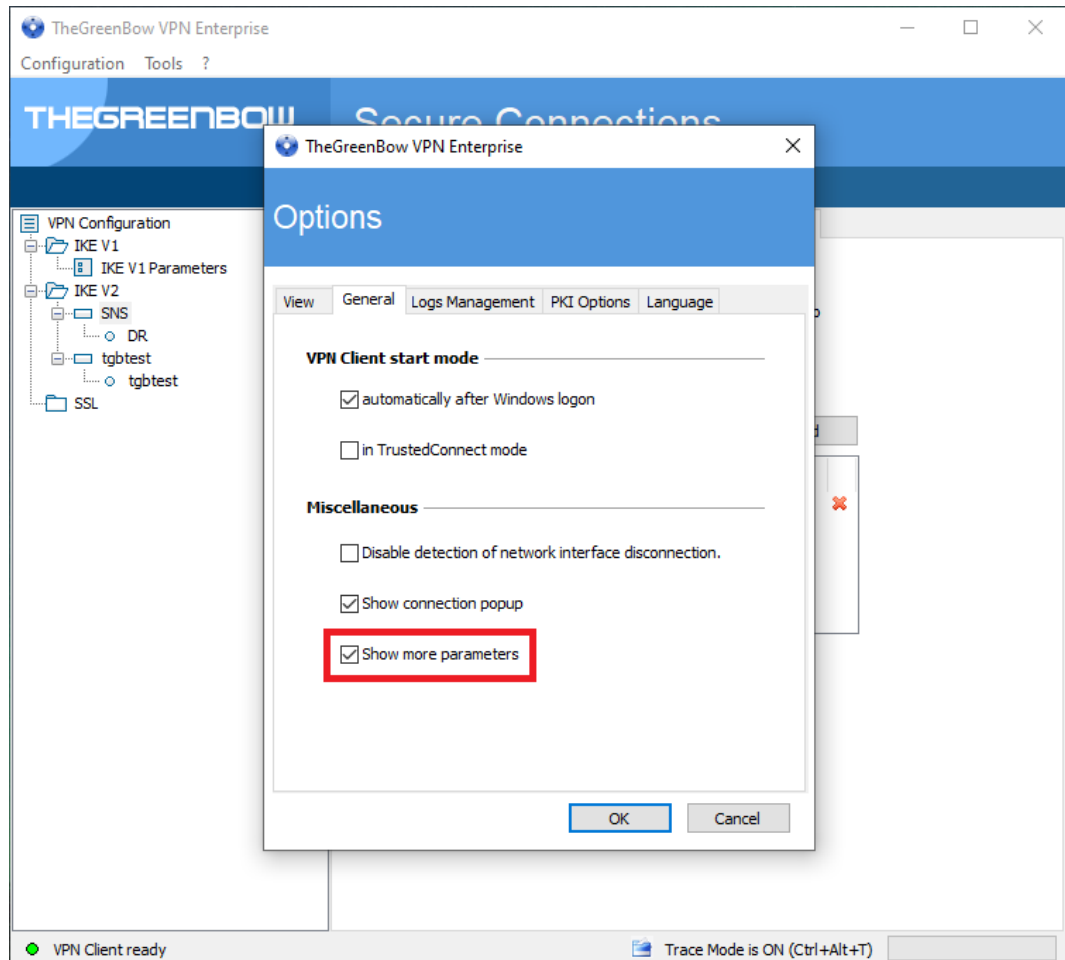 TheGreenBow VPN Enterprise
Configuration Tools ?
THEGREENBOW
Secure Connections
TheGreenBow VPN Enterprise
Options
VPN Configuration
IKE V1
IKE V1 Parameters
IKE V2
SNS
DR
tgbtest
tgbtest
SSL
View General Logs Management PKI Options Language
VPN Client start mode
automatically after Windows logon
in TrustedConnect mode
Miscellaneous
Disable detection of network interface disconnection.
Show connection popup
Show more parameters
OK Cancel
VPN Client ready
Trace Mode is ON (Ctrl+Alt+T)